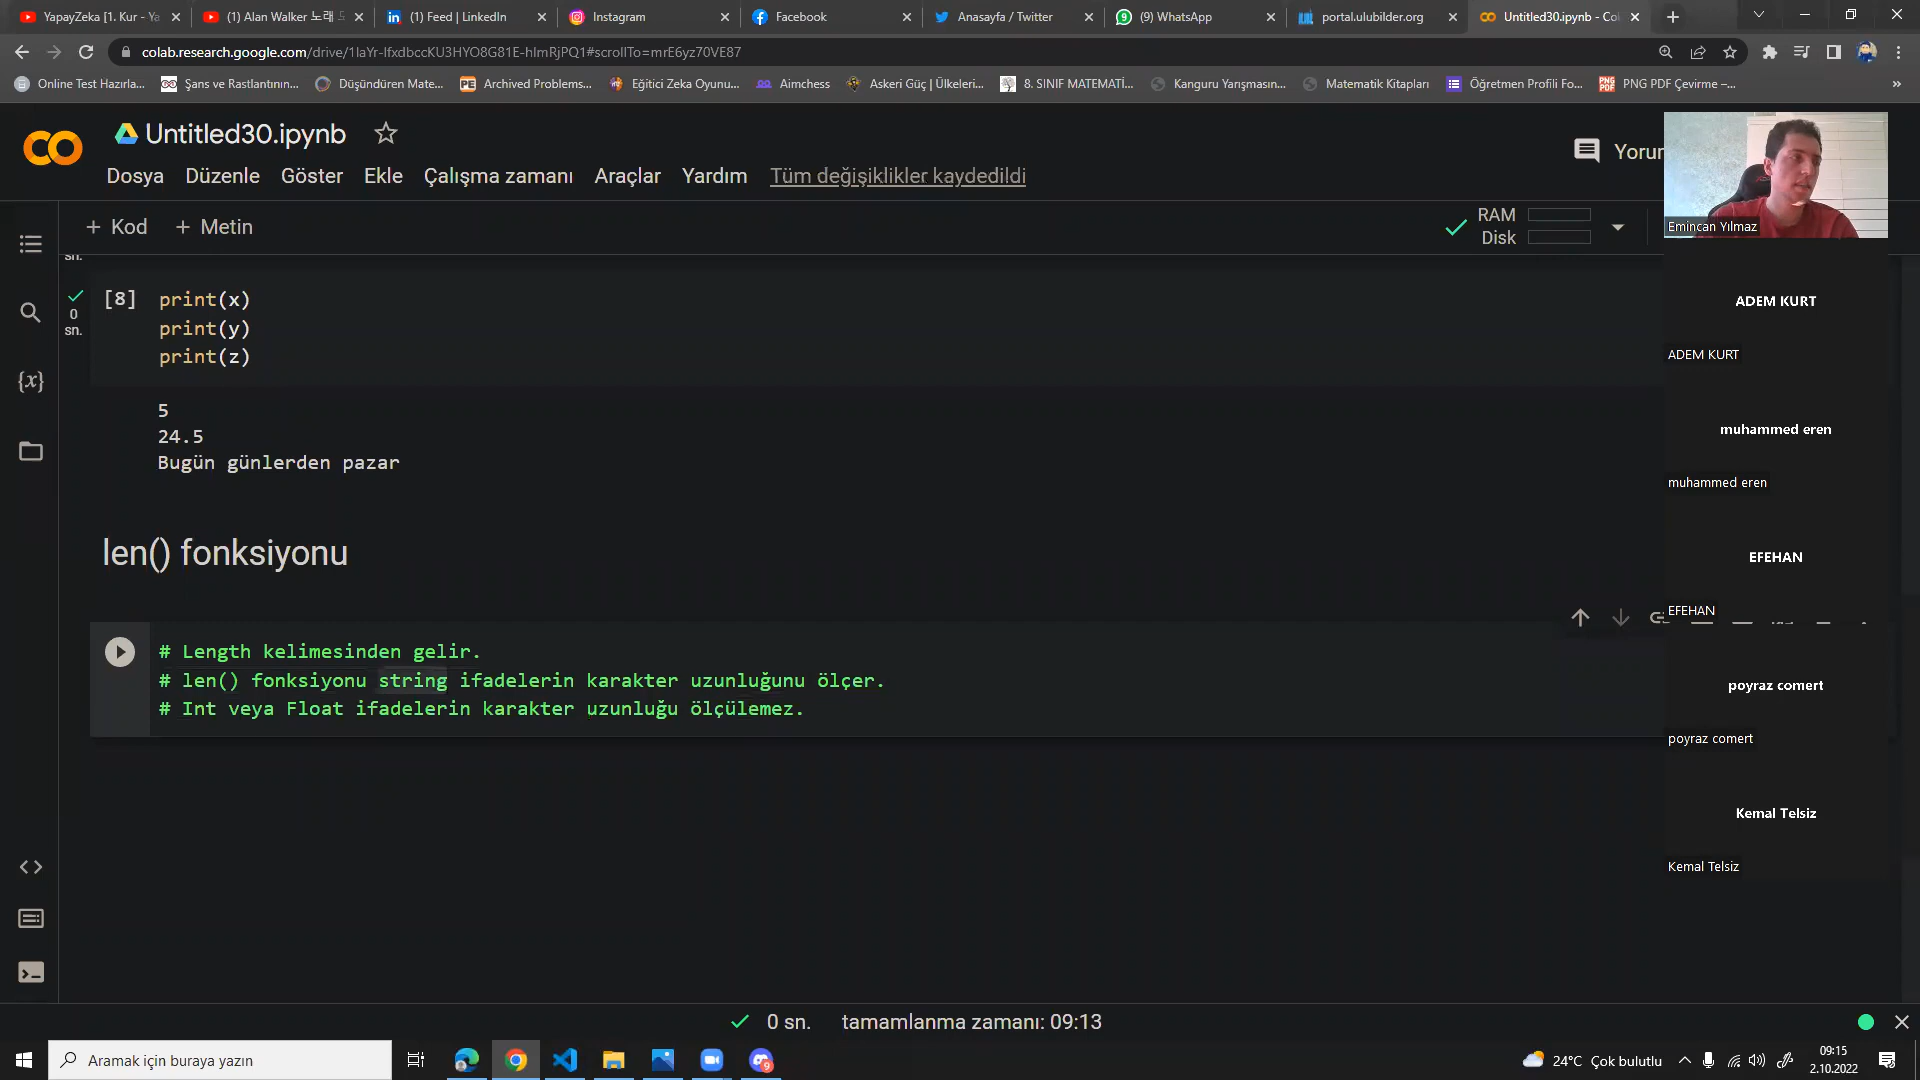 YapayZeka [1. Kur - Ya
(1) Alan Walker 노래
(1) Feed | LinkedIn
Instagram
Facebook
Anasayfa / Twitter
(9) WhatsApp
portal.ulubilder.org
Untitled30.ipynb - Co
colab.research.google.com/drive/1IaYr-IfxdbccKU3HYO8G81E-hImRjPQ1#scrollTo=mrE6yz70VE87
Online Test Hazırla...
Şans ve Rastlantının...
Düşündüren Mate...
Archived Problems...
Eğitici Zeka Oyunu...
Aimchess
Askeri Güç | Ülkeleri...
8. SINIF MATEMATİ...
Kanguru Yarışmasın...
Matematik Kitapları
Öğretmen Profili Fo...
PNG PDF Çevirme –...
Untitled30.ipynb
Yorum
Dosya Düzenle Göster Ekle Çalışma zamanı Araçlar Yardım Tüm değişiklikler kaydedildi
+ Kod + Metin
RAM
Disk
sn.
[8] print(x)
0
print(y)
sn.
print(z)
5
24.5
Bugün günlerden pazar
len() fonksiyonu
# Length kelimesinden gelir.
# len() fonksiyonu string ifadelerin karakter uzunluğunu ölçer.
# Int veya Float ifadelerin karakter uzunluğu ölçülemez.
Emincan Yılmaz
ADEM KURT
ADEM KURT
muhammed eren
muhammed eren
EFEHAN
EFEHAN
poyraz comert
poyraz comert
Kemal Telsiz
Kemal Telsiz
0 sn. tamamlanma zamanı: 09:13
Aramak için buraya yazın
24°C Çok bulutlu
09:15
2.10.2022